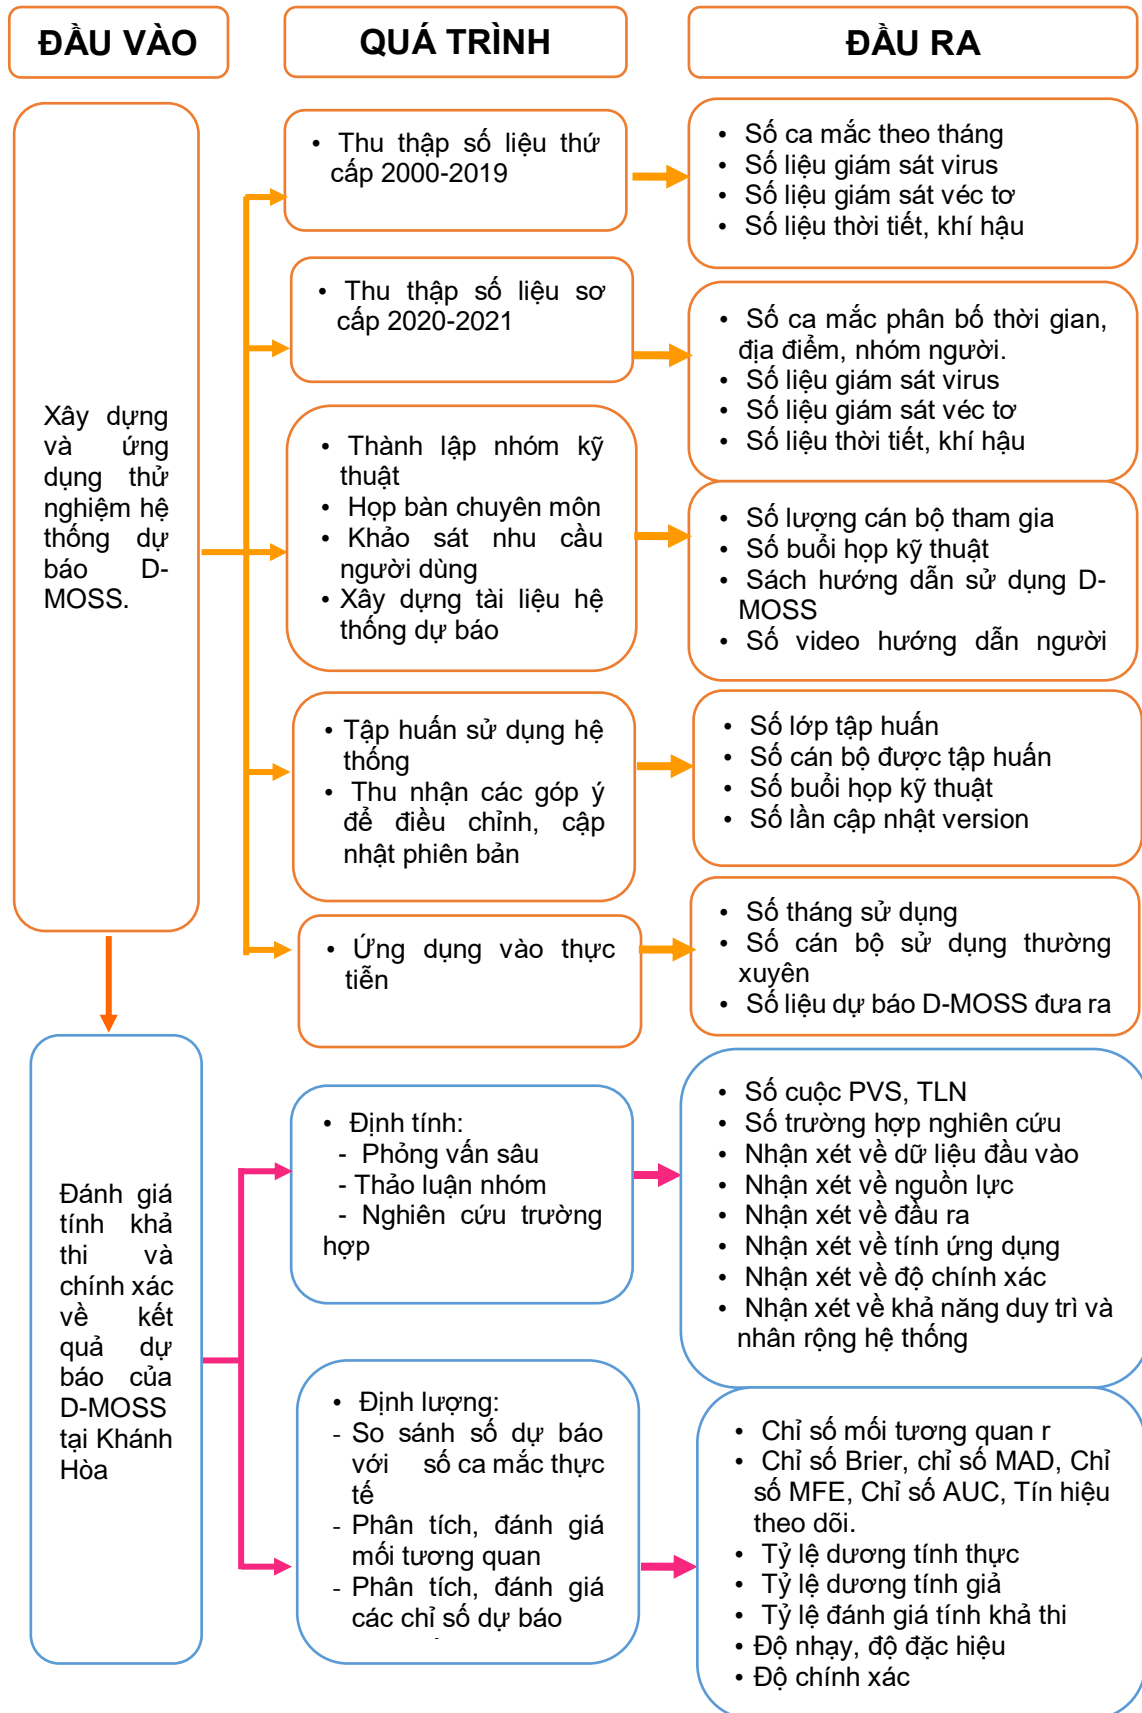 ĐẦU VÀO
QUÁ TRÌNH
ĐẦU RA
Xây dựng
và ứng
dụng thử
nghiệm hệ
thống dự
báo D-
MOSS.
• Thu thập số liệu thứ
cấp 2000-2019
• Số ca mắc theo tháng
• Số liệu giám sát virus
• Số liệu giám sát véc tơ
• Số liệu thời tiết, khí hậu
• Thu thập số liệu sơ
cấp 2020-2021
• Số ca mắc phân bố thời gian,
địa điểm, nhóm người.
• Số liệu giám sát virus
• Số liệu giám sát véc tơ
• Số liệu thời tiết, khí hậu
• Thành lập nhóm kỹ
thuật
• Họp bàn chuyên môn
• Khảo sát nhu cầu
người dùng
• Xây dựng tài liệu hệ
thống dự báo
• Số lượng cán bộ tham gia
• Số buổi họp kỹ thuật
• Sách hướng dẫn sử dụng D-
MOSS
• Số video hướng dẫn người
• Tập huấn sử dụng hệ
thống
• Thu nhận các góp ý
để điều chỉnh, cập
nhật phiên bản
• Số lớp tập huấn
• Số cán bộ được tập huấn
• Số buổi họp kỹ thuật
• Số lần cập nhật version
• Ứng dụng vào thực
tiễn
• Số tháng sử dụng
• Số cán bộ sử dụng thường
xuyên
• Số liệu dự báo D-MOSS đưa ra
Đánh giá
tính khả
thi và
chính xác
về kết
quả dự
báo của
D-MOSS
tại Khánh
Hòa
• Định tính:
- Phỏng vấn sâu
- Thảo luận nhóm
- Nghiên cứu trường
hợp
• Số cuộc PVS, TLN
• Số trường hợp nghiên cứu
• Nhận xét về dữ liệu đầu vào
• Nhận xét về nguồn lực
• Nhận xét về đầu ra
• Nhận xét về tính ứng dụng
• Nhận xét về độ chính xác
• Nhận xét về khả năng duy trì và
nhân rộng hệ thống
• Định lượng:
- So sánh số dự báo
với số ca mắc thực
tế
- Phân tích, đánh giá
mối tương quan
- Phân tích, đánh giá
các chỉ số dự báo
• Chỉ số mối tương quan r
• Chỉ số Brier, chỉ số MAD, Chỉ
số MFE, Chỉ số AUC, Tín hiệu
theo dõi.
• Tỷ lệ dương tính thực
• Tỷ lệ dương tính giả
• Tỷ lệ đánh giá tính khả thi
• Độ nhạy, độ đặc hiệu
• Độ chính xác